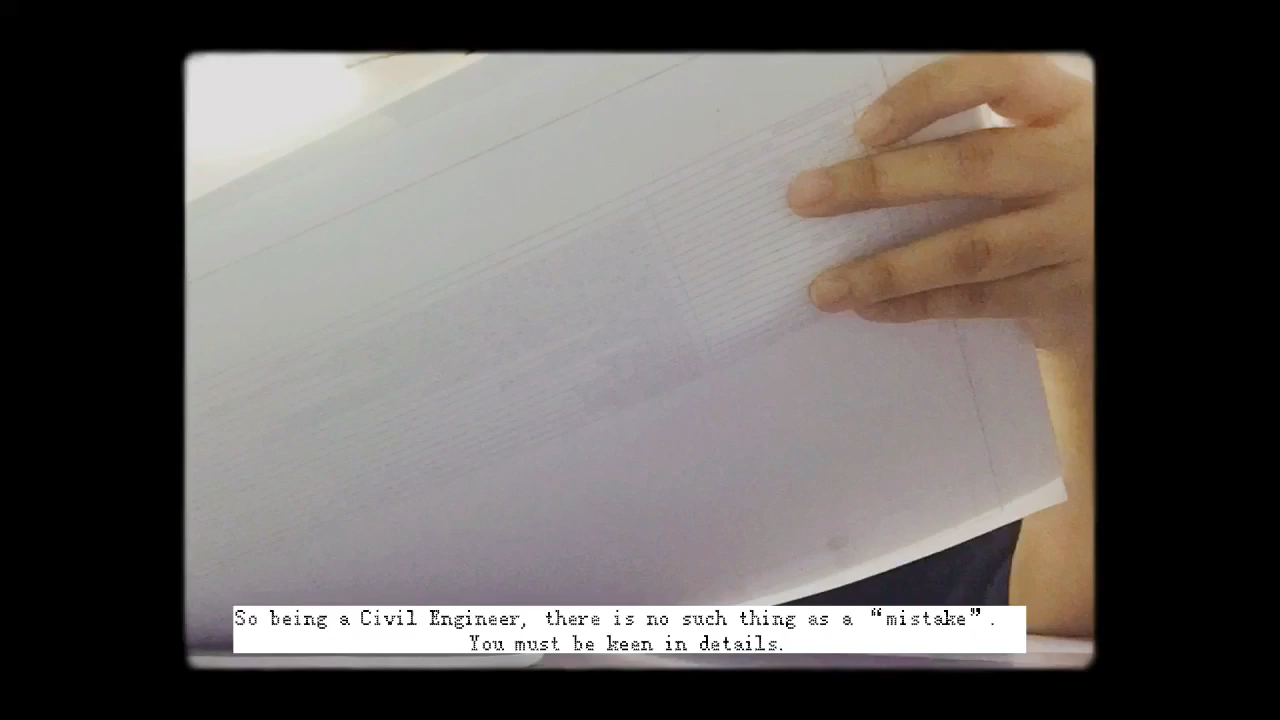 So being a Civil Engineer, there is no such thing as a “mistake”.
You must be keen in details.